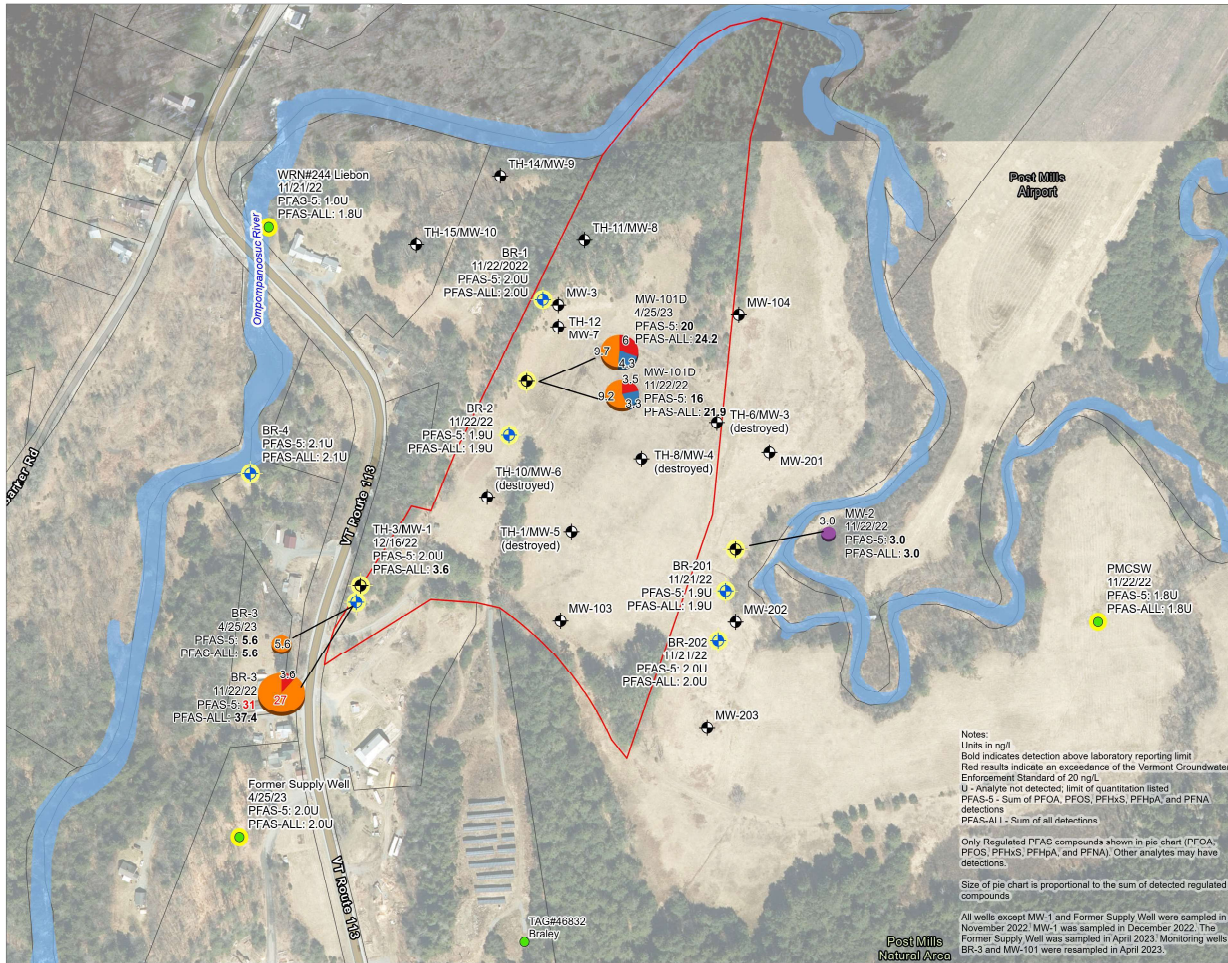 TH-14/MW-9
WRN#244 Liebon
11/21/22
PFAS-5: 1.0U
PFAS-ALL: 1.8U
Post Mills
Airport
Ompompanoosuc River
TH-15/MW-10
TH-11/MW-8
BR-1
11/22/2022
PFAS-5: 2.0U
PFAS-ALL: 2.0U
MW-3
TH-12
MW-7
MW-101D
4/25/23
PFAS-5: 20
PFAS-ALL: 24.2
MW-104
6
9.7
4.3
3.5
9.2
3.3
MW-101D
11/22/22
PFAS-5: 16
PFAS-ALL: 21.9
BR-2
11/22/22
PFAS-5: 1.9U
PFAS-ALL: 1.9U
TH-6/MW-3
(destroyed)
BR-4
PFAS-5: 2.1U
PFAS-ALL: 2.1U
TH-8/MW-4
(destroyed)
MW-201
Barker Rd
VT Route 113
TH-10/MW-6
(destroyed)
TH-3/MW-1
12/16/22
PFAS-5: 2.0U
PFAS-ALL: 3.6
TH-1/MW-5
(destroyed)
3.0
MW-2
11/22/22
PFAS-5: 3.0
PFAS-ALL: 3.0
BR-201
11/21/22
PFAS-5: 1.9U
PFAS-ALL: 1.9U
PMCSW
11/22/22
PFAS-5: 1.8U
PFAS-ALL: 1.8U
MW-103
MW-202
BR-3
4/25/23
PFAS-5: 5.6
PFAS-ALL: 5.6
5.6
BR-202
11/21/22
PFAS-5: 2.0U
PFAS-ALL: 2.0U
BR-3
11/22/22
PFAS-5: 31
PFAS-ALL: 37.4
3.6
27
MW-203
Former Supply Well
4/25/23
PFAS-5: 2.0U
PFAS-ALL: 2.0U
VT Route 113
TAG#46832
Braley
Post Mills
Natural Area
Notes:
Units in ng/l
Bold indicates detection above laboratory reporting limit
Red results indicate an exceedence of the Vermont Groundwater
Enforcement Standard of 20 ng/L
U - Analyte not detected; limit of quantitation listed
PFAS-5 - Sum of PFOA, PFOS, PFHxS, PFHpA, and PFNA
detections
PFAS-ALL - Sum of all detections
Only Regulated PFAS compounds shown in pie chart (PFOA,
PFOS, PFHxS, PFHpA, and PFNA). Other analytes may have
detections.
Size of pie chart is proportional to the sum of detected regulated
compounds
All wells except MW-1 and Former Supply Well were sampled in
November 2022. MW-1 was sampled in December 2022. The
Former Supply Well was sampled in April 2023. Monitoring wells
BR-3 and MW-101 were resampled in April 2023.